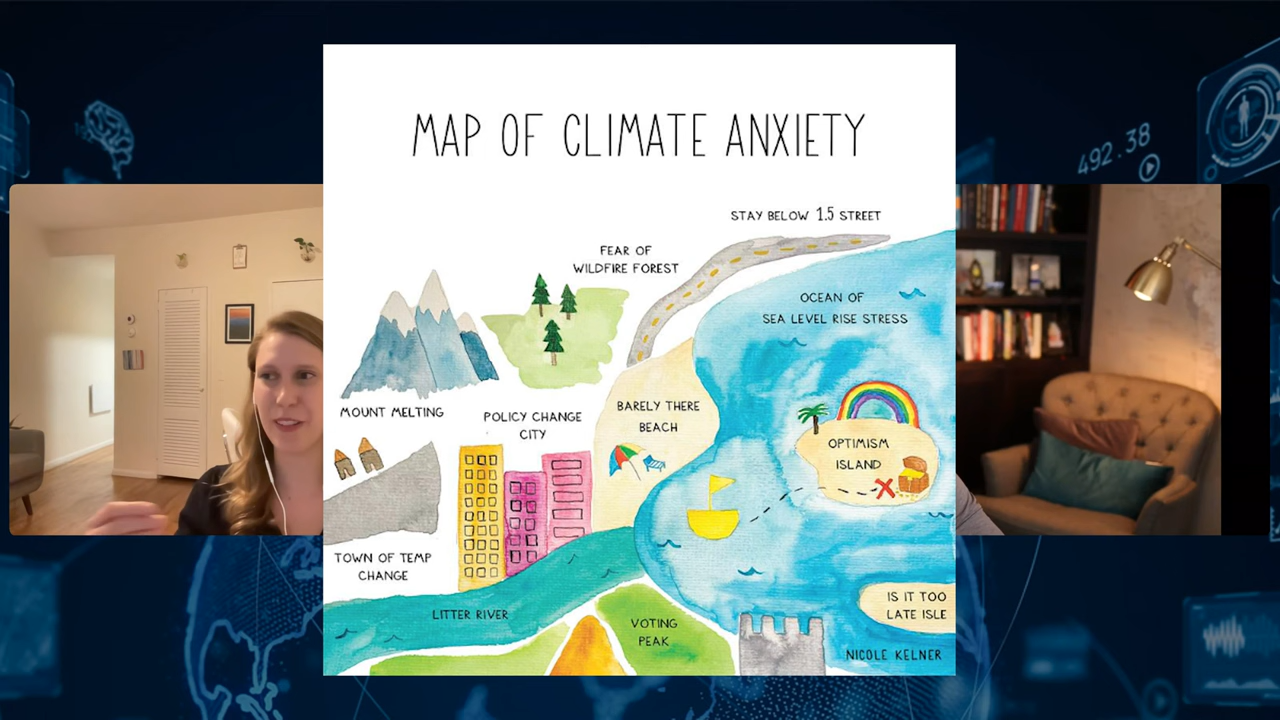 MAP OF CLIMATE ANXIETY
STAY BELOW 1.5 STREET
FEAR OF
WILDFIRE FOREST
OCEAN OF
SEA LEVEL RISE STRESS
MOUNT MELTING
POLICY CHANGE
CITY
BARELY THERE
BEACH
OPTIMISM
ISLAND
TOWN OF TEMP
CHANGE
LITTER RIVER
VOTING
PEAK
IS IT TOO
LATE ISLE
NICOLE KELNER
492.38